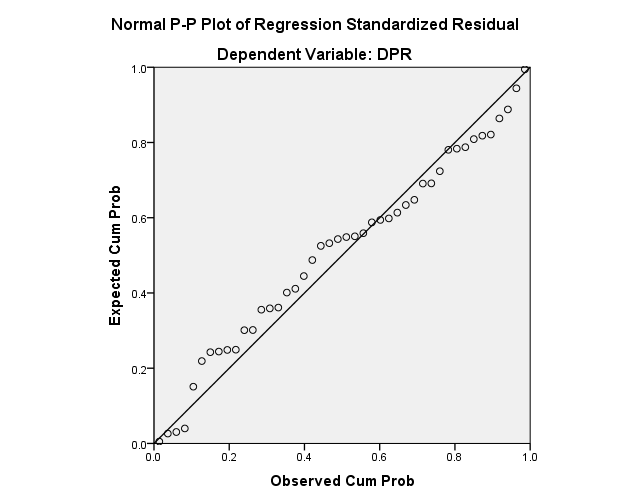 Normal P-P Plot of Regression Standardized Residual
Dependent Variable: DPR
Expected Cum Prob
1.0
0.8
0.6
0.4
0.2
0.0
0.0 0.2 0.4 0.6 0.8 1.0
Observed Cum Prob